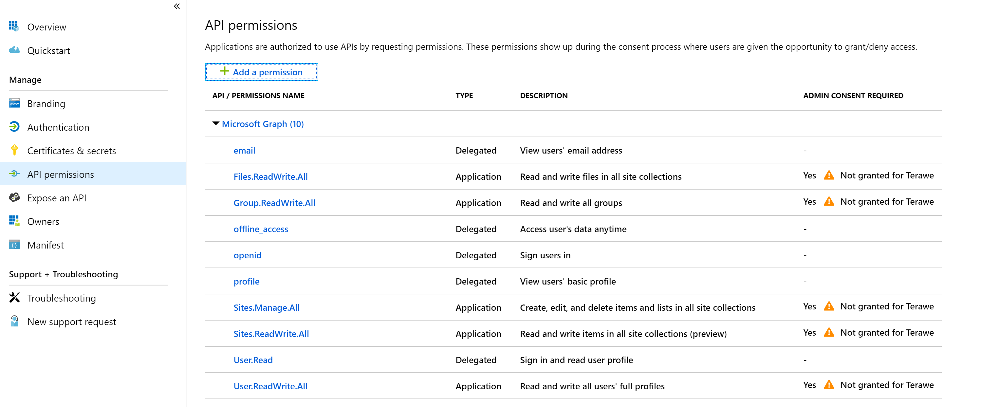 «
Overview
Quickstart
Manage
www
Branding
Authentication
Certificates & secrets
API permissions
Expose an API
Owners
{ }
Manifest
Support + Troubleshooting
Troubleshooting
New support request
API permissions
Applications are authorized to use APIs by requesting permissions. These permissions show up during the consent process where users are given the opportunity to grant/deny access.
+ Add a permission
API / PERMISSIONS NAME TYPE DESCRIPTION ADMIN CONSENT REQUIRED
Microsoft Graph (10)
email Delegated View users' email address -
Files.ReadWrite.All Application Read and write files in all site collections Yes Not granted for Terawe
Group.ReadWrite.All Application Read and write all groups Yes Not granted for Terawe
offline_access Delegated Access user's data anytime -
openid Delegated Sign users in -
profile Delegated View users' basic profile -
Sites.Manage.All Application Create, edit, and delete items and lists in all site collections Yes Not granted for Terawe
Sites.ReadWrite.All Application Read and write items in all site collections (preview) Yes Not granted for Terawe
User.Read Delegated Sign in and read user profile -
User.ReadWrite.All Application Read and write all users' full profiles Yes Not granted for Terawe